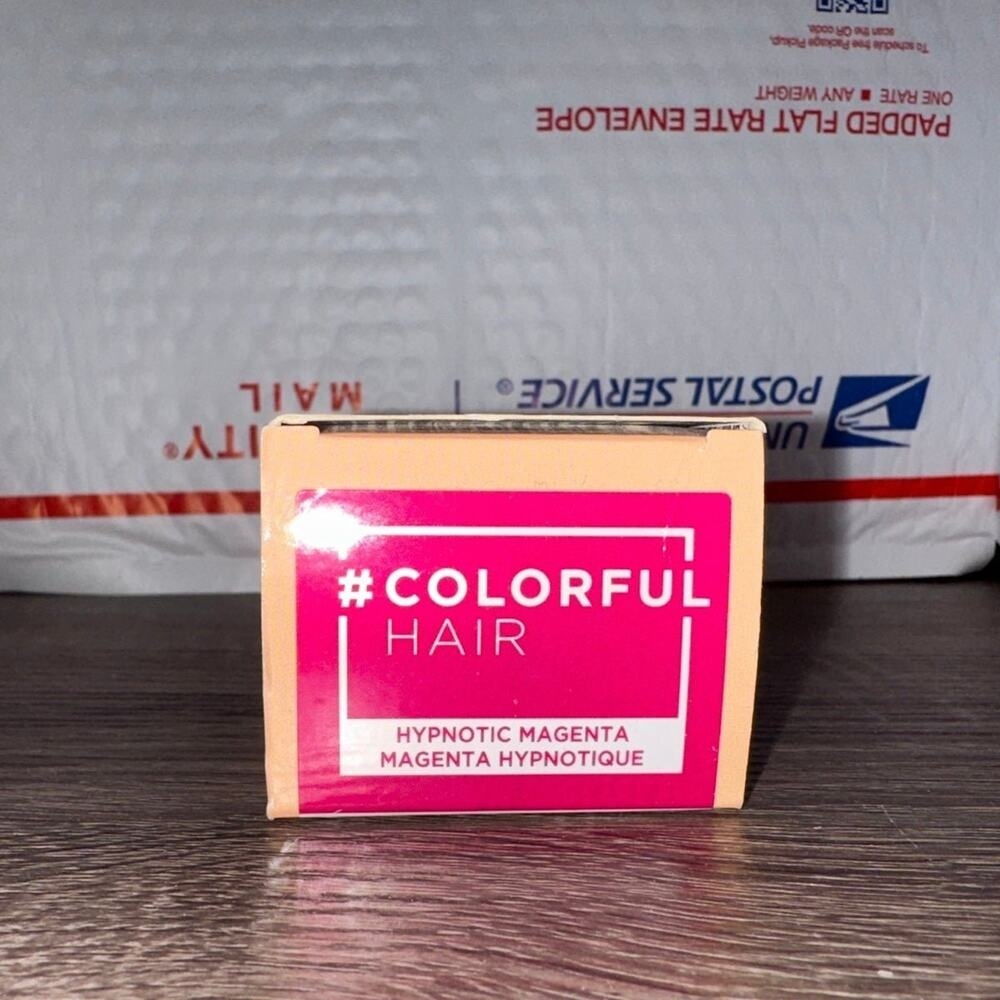 To schedule free Package Pickup,
scan the QR code.
ONE RATE ■ ANY WEIGHT
PADDED FLAT RATE ENVELOPE
POSTAL SERVICE®
MAIL
#COLORFUL
HAIR
HYPNOTIC MAGENTA
MAGENTA HYPNOTIQUE